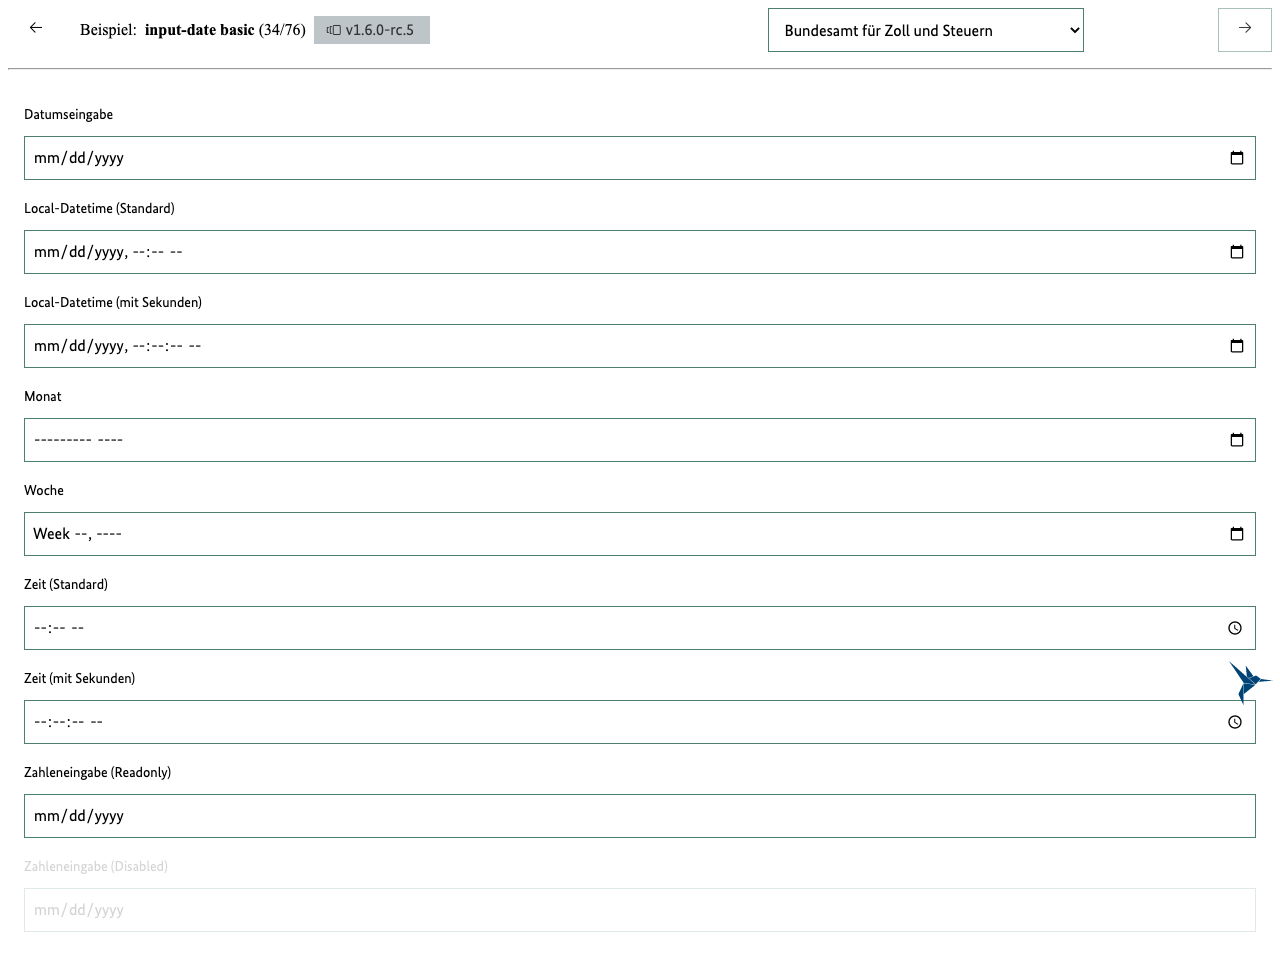 Beispiel: input-date basic (34/76) v1.6.0-rc.5 Bundesamt für Zoll und Steuern
Datumseingabe
mm/dd/yyyy
Local-Datetime (Standard)
mm/dd/yyyy, --:-- --
Local-Datetime (mit Sekunden)
mm/dd/yyyy, --:--:-- --
Monat
--------- ----
Woche
Week --, ----
Zeit (Standard)
--:-- --
Zeit (mit Sekunden)
--:--:-- --
Zahleneingabe (Readonly)
mm/dd/yyyy
Zahleneingabe (Disabled)
mm/dd/yyyy